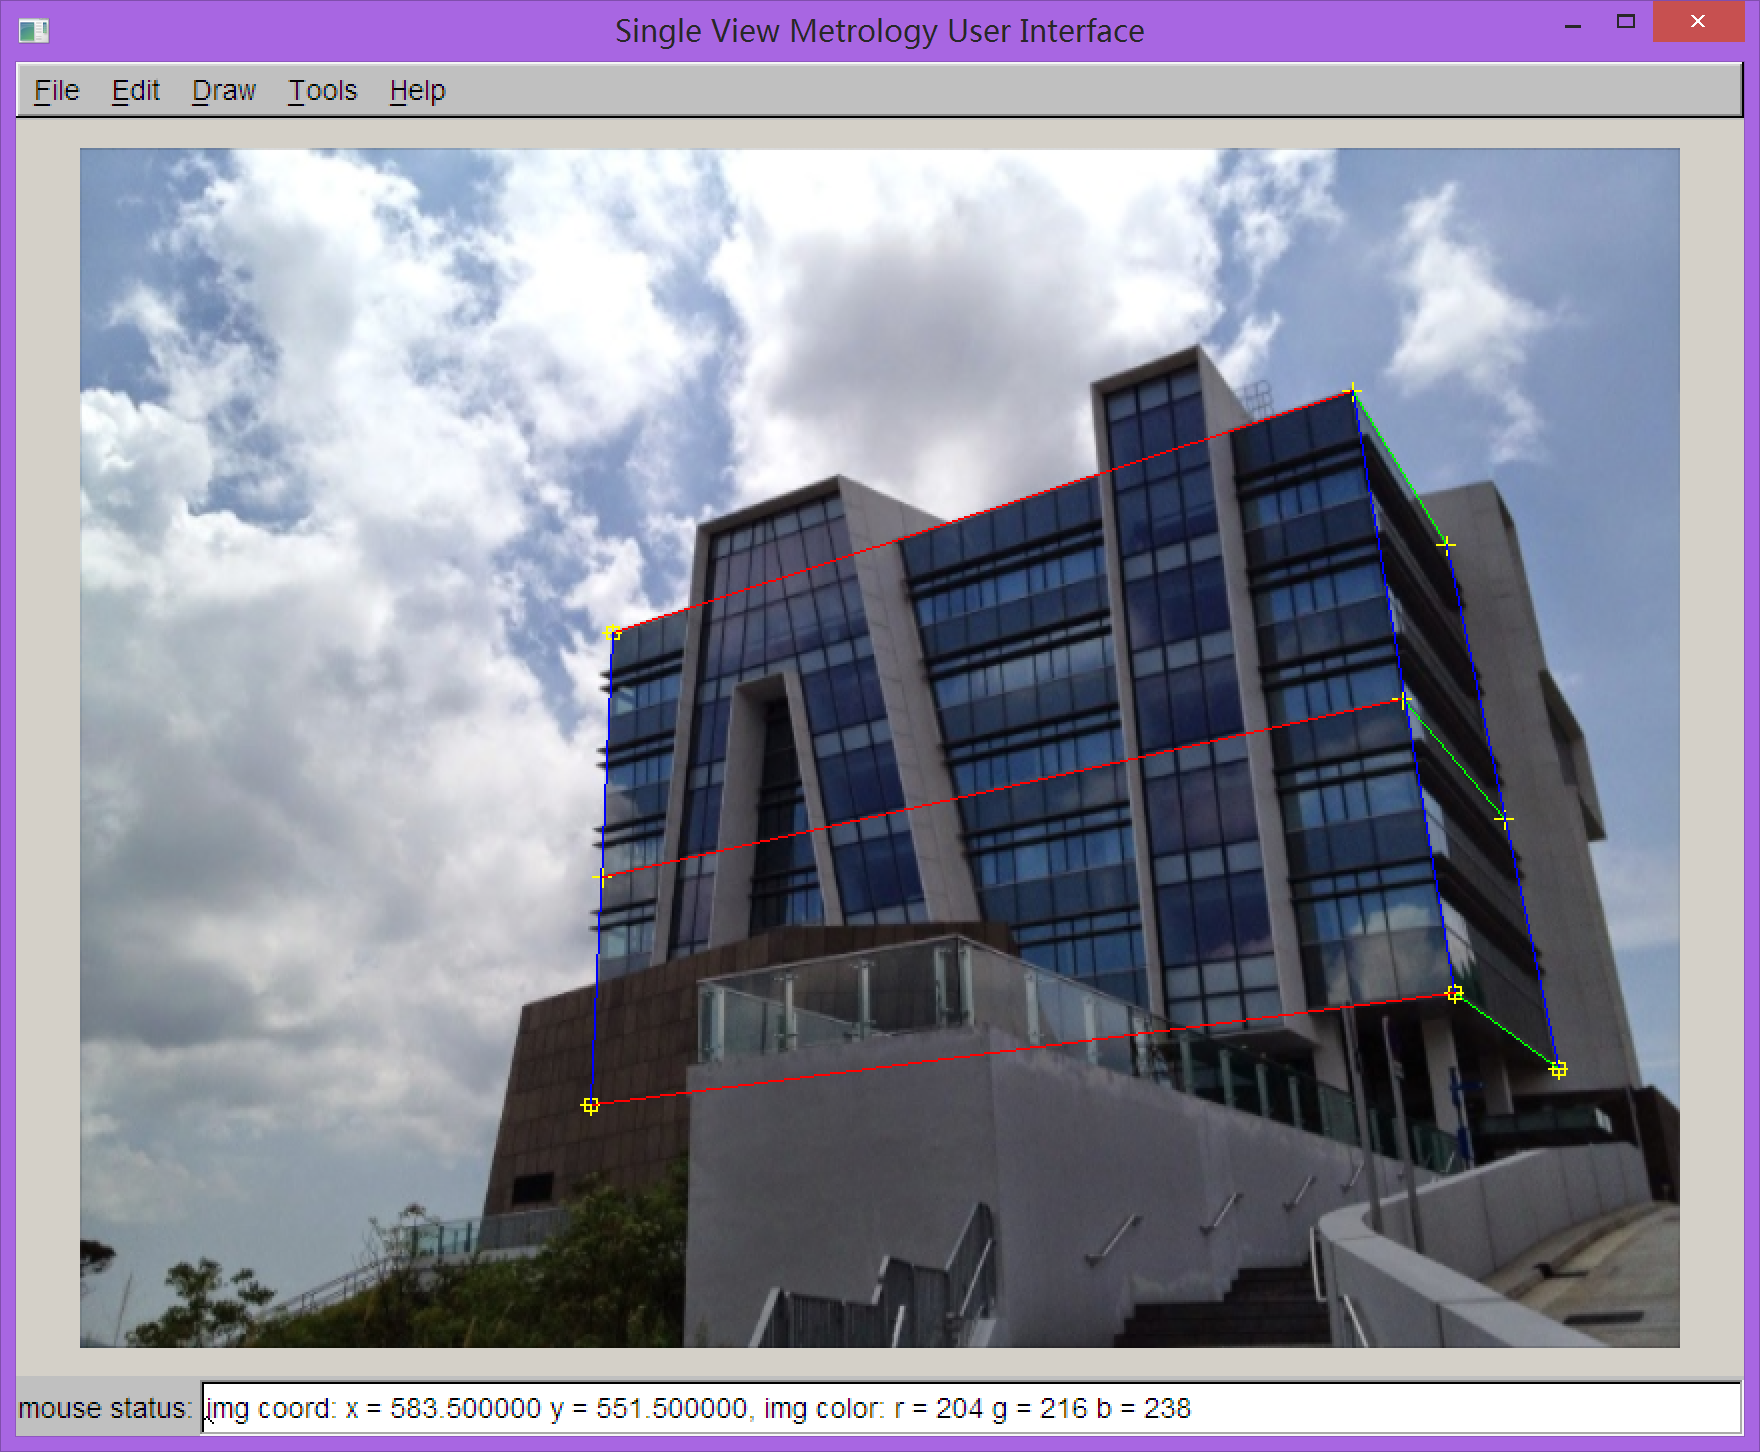 Single View Metrology User Interface
File Edit Draw Tools Help
mouse status: img coord: x = 583.500000 y = 551.500000, img color: r = 204 g = 216 b = 238